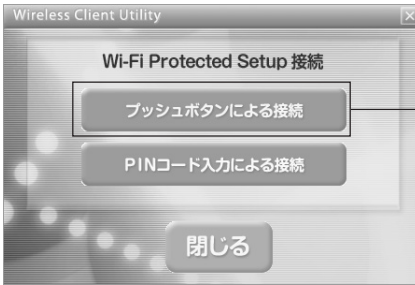 Wireless Client Utility
Wi-Fi Protected Setup 接続
プッシュボタンによる接続
PINコード入力による接続
閉じる